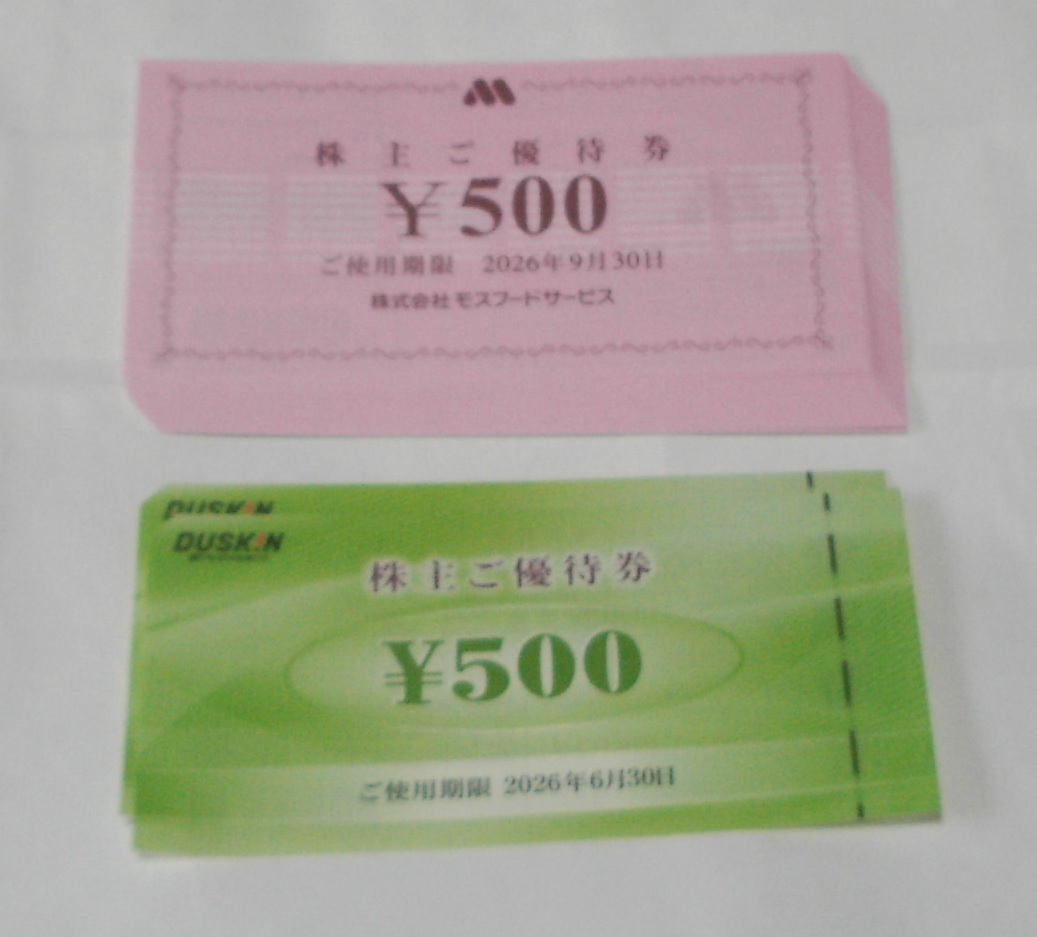 株主ご優待券
¥500
ご使用期限 2026年9月30日
株式会社 モスフードサービス
DUSKIN
DUSKIN
株主ご優待券
¥500
ご使用期限 2026年6月30日